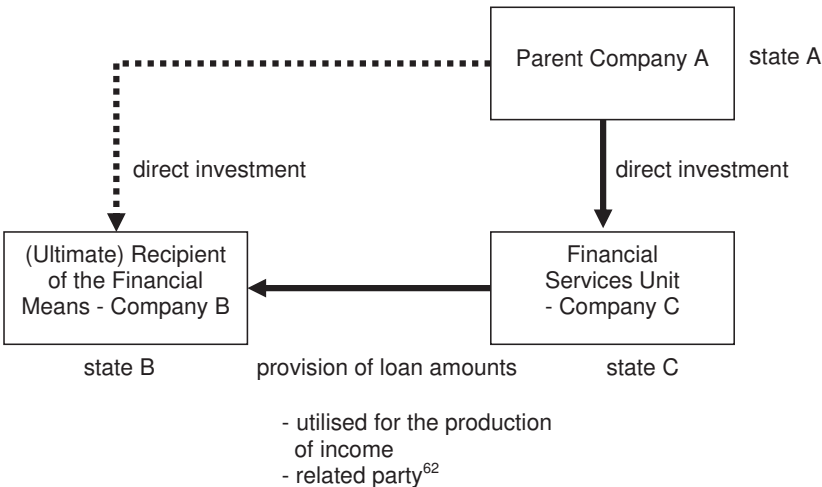 Parent Company A
state A
direct investment
direct investment
(Ultimate) Recipient
of the Financial
Means - Company B
Financial
Services Unit
- Company C
state B
provision of loan amounts
state C
- utilised for the production
of income
- related party62